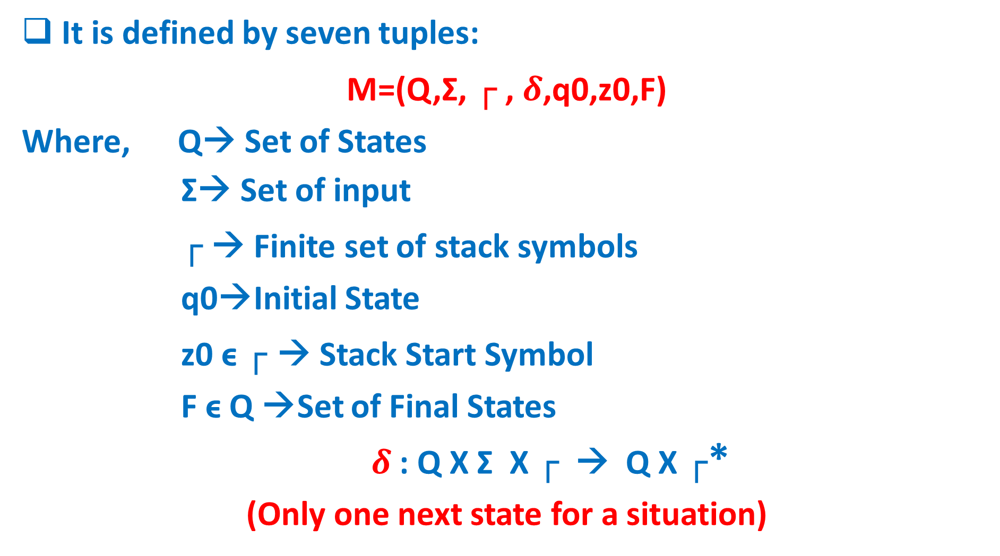 ❑ It is defined by seven tuples:
M=(Q,Σ, ┌ , 𝜹,q0,z0,F)
Where, Q→ Set of States
Σ→ Set of input
┌ → Finite set of stack symbols
q0→Initial State
z0 ϵ ┌ → Stack Start Symbol
F ϵ Q →Set of Final States
𝜹 : Q X Σ X ┌ → Q X ┌*
(Only one next state for a situation)